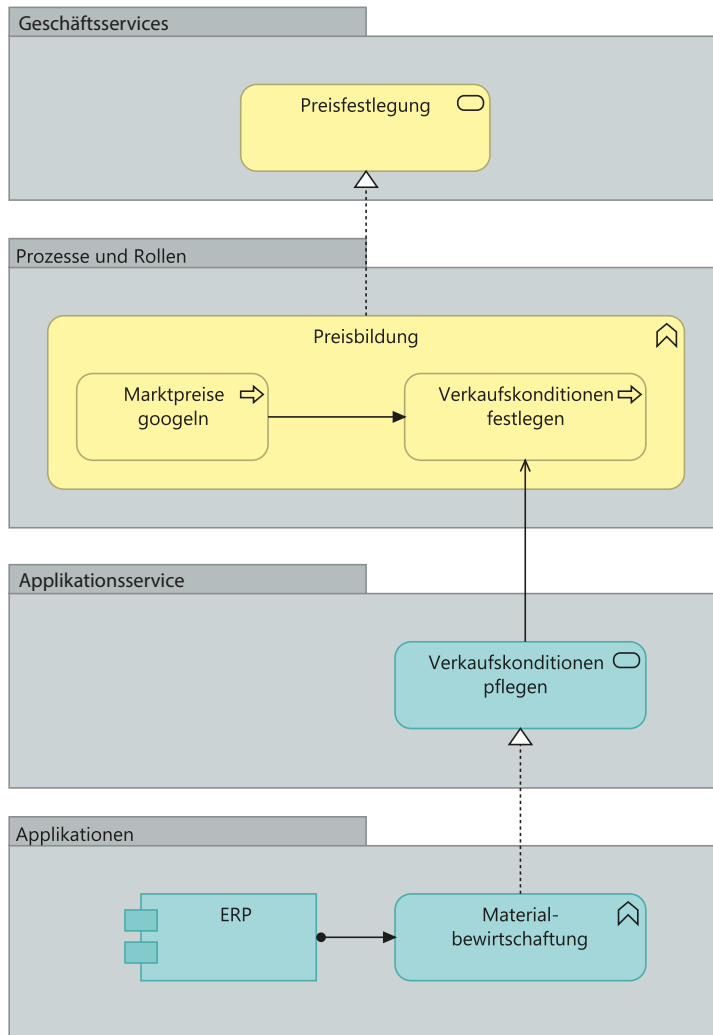 Geschäftsservices
Preisfestlegung
Prozesse und Rollen
Preisbildung
Marktpreise
googeln
Verkaufskonditionen
festlegen
Applikationsservice
Verkaufskonditionen
pflegen
Applikationen
ERP
Material-
bewirtschaftung